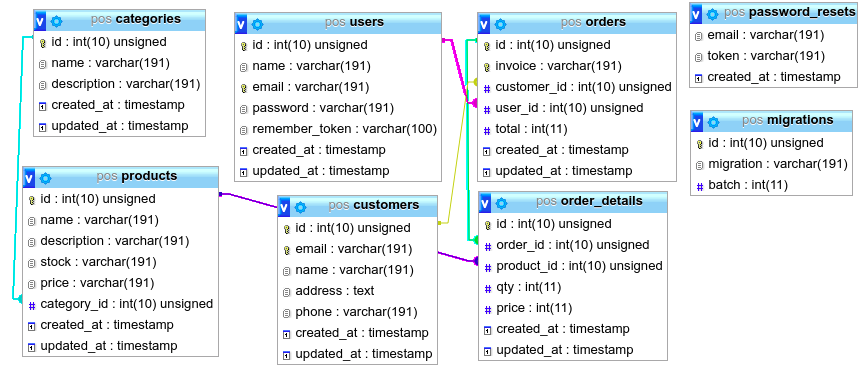 pos categories
id : int(10) unsigned
name : varchar(191)
description : varchar(191)
created_at : timestamp
updated_at : timestamp
pos users
id : int(10) unsigned
name : varchar(191)
email : varchar(191)
password : varchar(191)
remember_token : varchar(100)
created_at : timestamp
updated_at : timestamp
pos orders
id : int(10) unsigned
invoice : varchar(191)
customer_id : int(10) unsigned
user_id : int(10) unsigned
total : int(11)
created_at : timestamp
updated_at : timestamp
pos password_resets
email : varchar(191)
token : varchar(191)
created_at : timestamp
pos migrations
id : int(10) unsigned
migration : varchar(191)
batch : int(11)
pos products
id : int(10) unsigned
name : varchar(191)
description : varchar(191)
stock : varchar(191)
price : varchar(191)
category_id : int(10) unsigned
created_at : timestamp
updated_at : timestamp
pos customers
id : int(10) unsigned
email : varchar(191)
name : varchar(191)
address : text
phone : varchar(191)
created_at : timestamp
updated_at : timestamp
pos order_details
id : int(10) unsigned
order_id : int(10) unsigned
product_id : int(10) unsigned
qty : int(11)
price : int(11)
created_at : timestamp
updated_at : timestamp